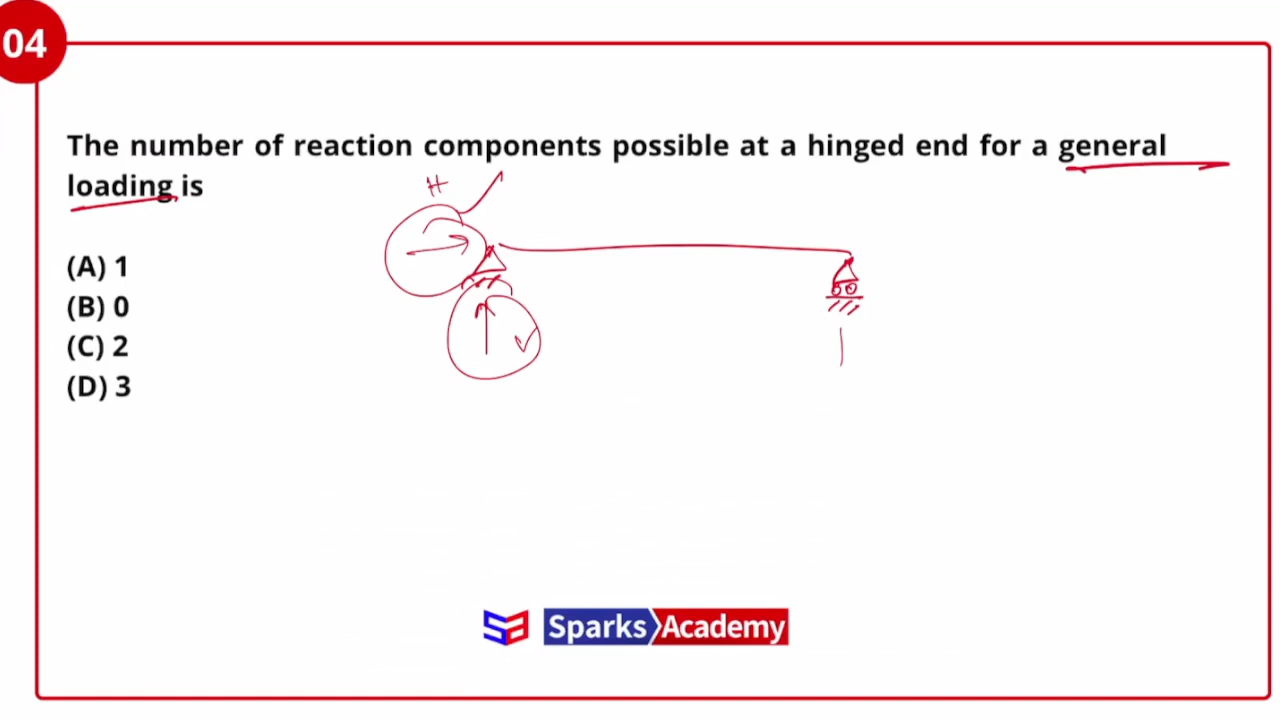 04
The number of reaction components possible at a hinged end for a general
loading is
H
(A) 1
(B) 0
(C) 2
(D) 3
Sparks Academy